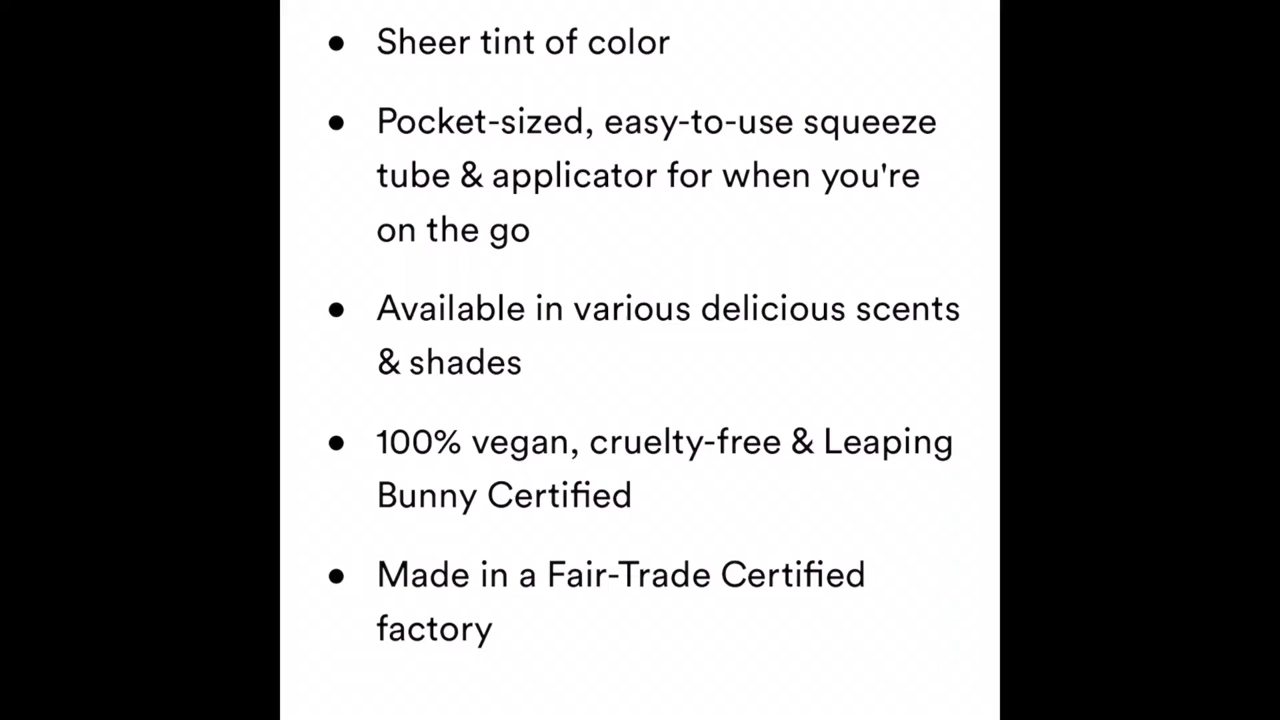 • Sheer tint of color
• Pocket-sized, easy-to-use squeeze
tube & applicator for when you're
on the go
• Available in various delicious scents
& shades
• 100% vegan, cruelty-free & Leaping
Bunny Certified
• Made in a Fair-Trade Certified
factory